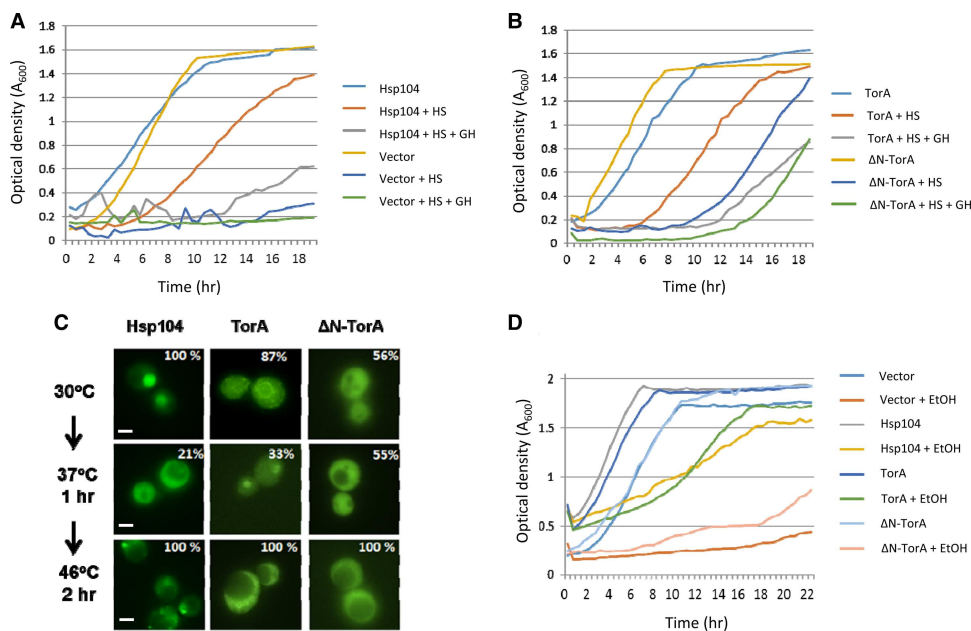 A
Optical density (A600)
1.8
1.6
1.4
1.2
1
0.8
0.6
0.4
0.2
0
0 2 4 6 8 10 12 14 16 18
Time (hr)
Hsp104
Hsp104 + HS
Hsp104 + HS + GH
Vector
Vector + HS
Vector + HS + GH
B
Optical density (A600)
1.8
1.6
1.4
1.2
1
0.8
0.6
0.4
0.2
0
0 2 4 6 8 10 12 14 16 18
Time (hr)
TorA
TorA + HS
TorA + HS + GH
ΔN-TorA
ΔN-TorA + HS
ΔN-TorA + HS + GH
C
Hsp104 TorA ΔN-TorA
30°C
100 % 87% 56%
37°C
1 hr
21% 33% 55%
46°C
2 hr
100 % 100 % 100 %
D
Optical density (A600)
2
1.5
1
0.5
0
0 2 4 6 8 10 12 14 16 18 20 22
Time (hr)
Vector
Vector + EtOH
Hsp104
Hsp104 + EtOH
TorA
TorA + EtOH
ΔN-TorA
ΔN-TorA + EtOH